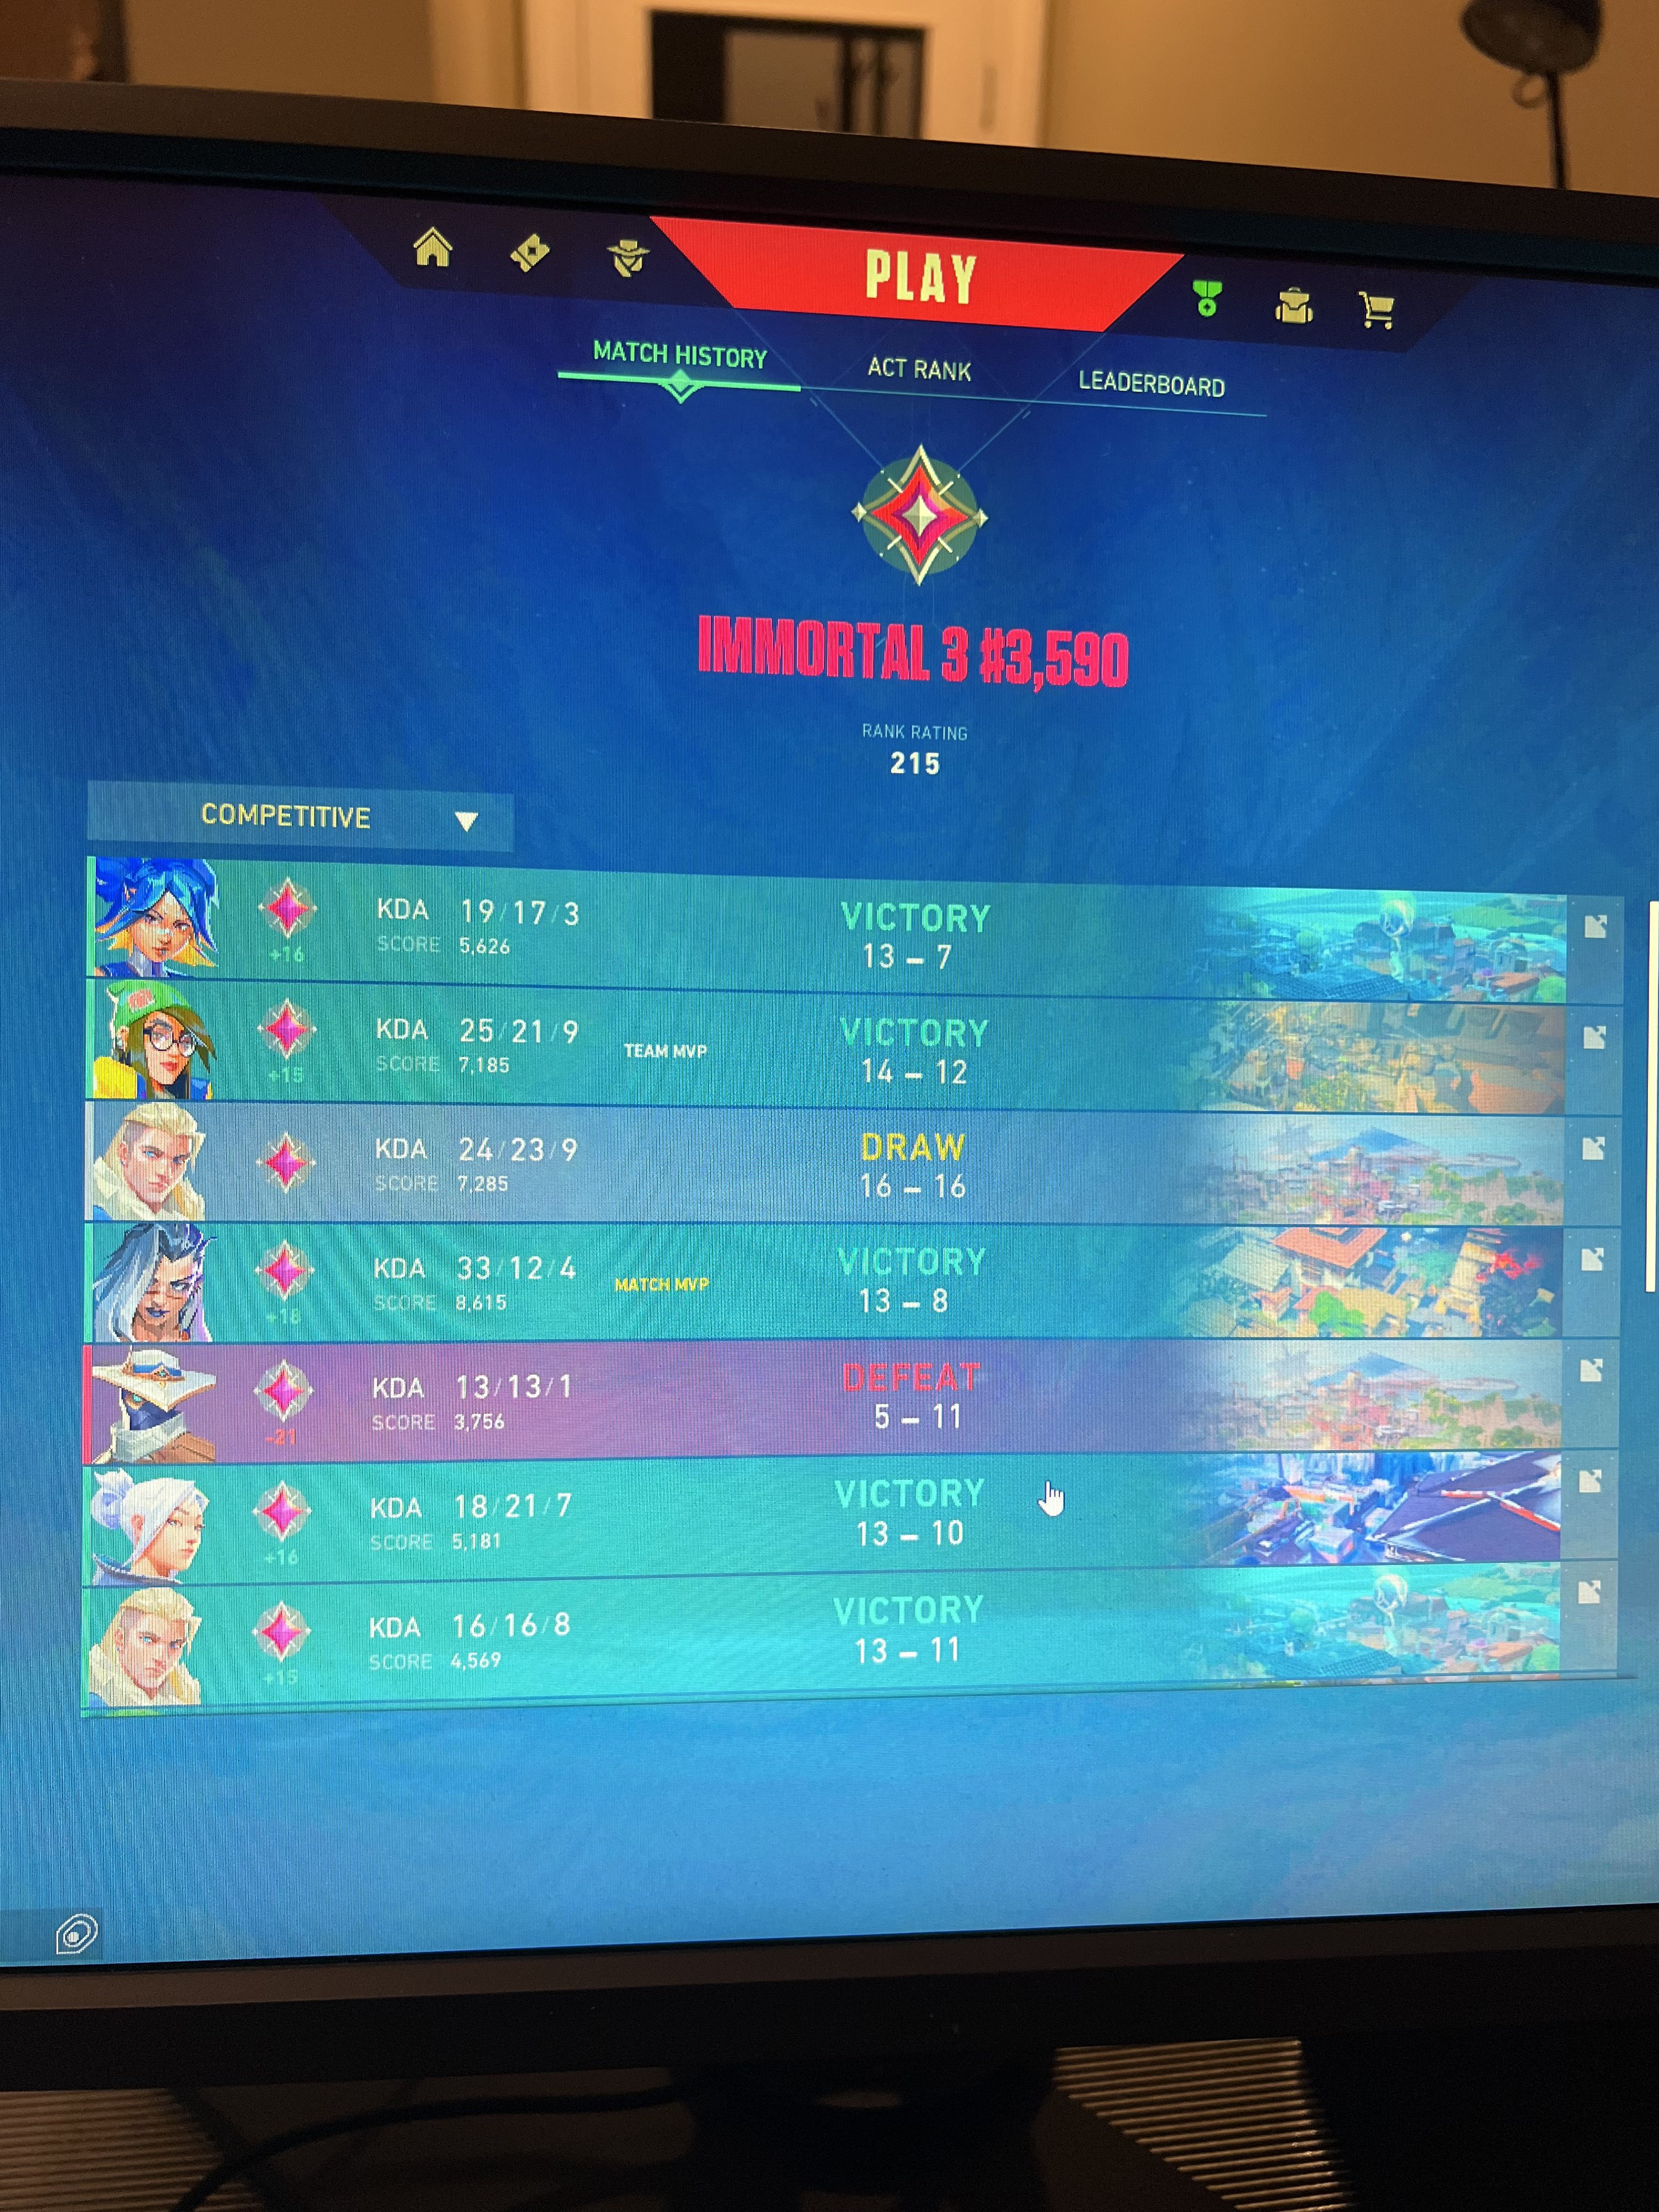 PLAY
MATCH HISTORY
ACT RANK
LEADERBOARD
IMMORTAL 3 #3,590
RANK RATING
215
COMPETITIVE
+16
KDA 19/17/3
SCORE 5,626
VICTORY
13 – 7
+15
KDA 25/21/9
SCORE 7,185
TEAM MVP
VICTORY
14 – 12
KDA 24/23/9
SCORE 7,285
DRAW
16 – 16
+18
KDA 33/12/4
SCORE 8,615
MATCH MVP
VICTORY
13 – 8
-21
KDA 13/13/1
SCORE 3,756
DEFEAT
5 – 11
+16
KDA 18/21/7
SCORE 5,181
VICTORY
13 – 10
+15
KDA 16/16/8
SCORE 4,569
VICTORY
13 – 11